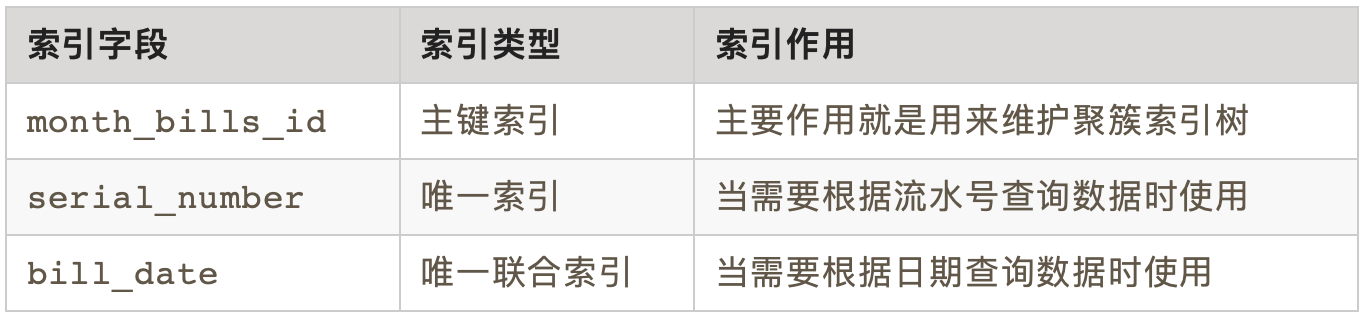 索引字段 索引类型 索引作用
month_bills_id 主键索引 主要作用就是用来维护聚簇索引树
serial_number 唯一索引 当需要根据流水号查询数据时使用
bill_date 唯一联合索引 当需要根据日期查询数据时使用